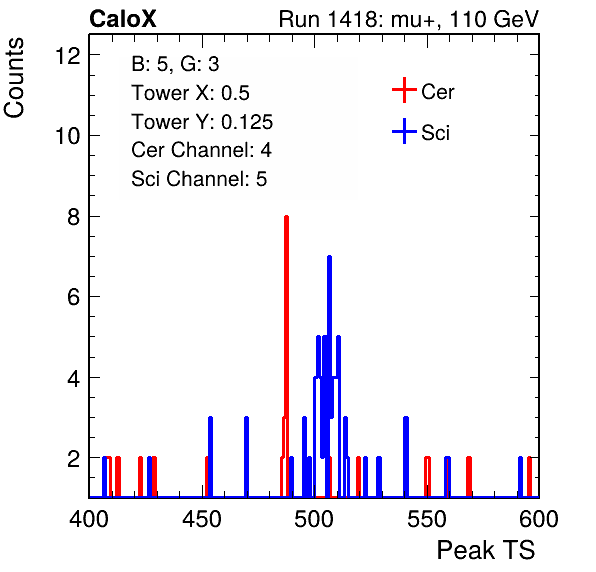 CaloX Run 1418: mu+, 110 GeV
Counts
B: 5, G: 3
Tower X: 0.5
Tower Y: 0.125
Cer Channel: 4
Sci Channel: 5
Cer
Sci
12
10
8
6
4
2
400 450 500 550 600
Peak TS